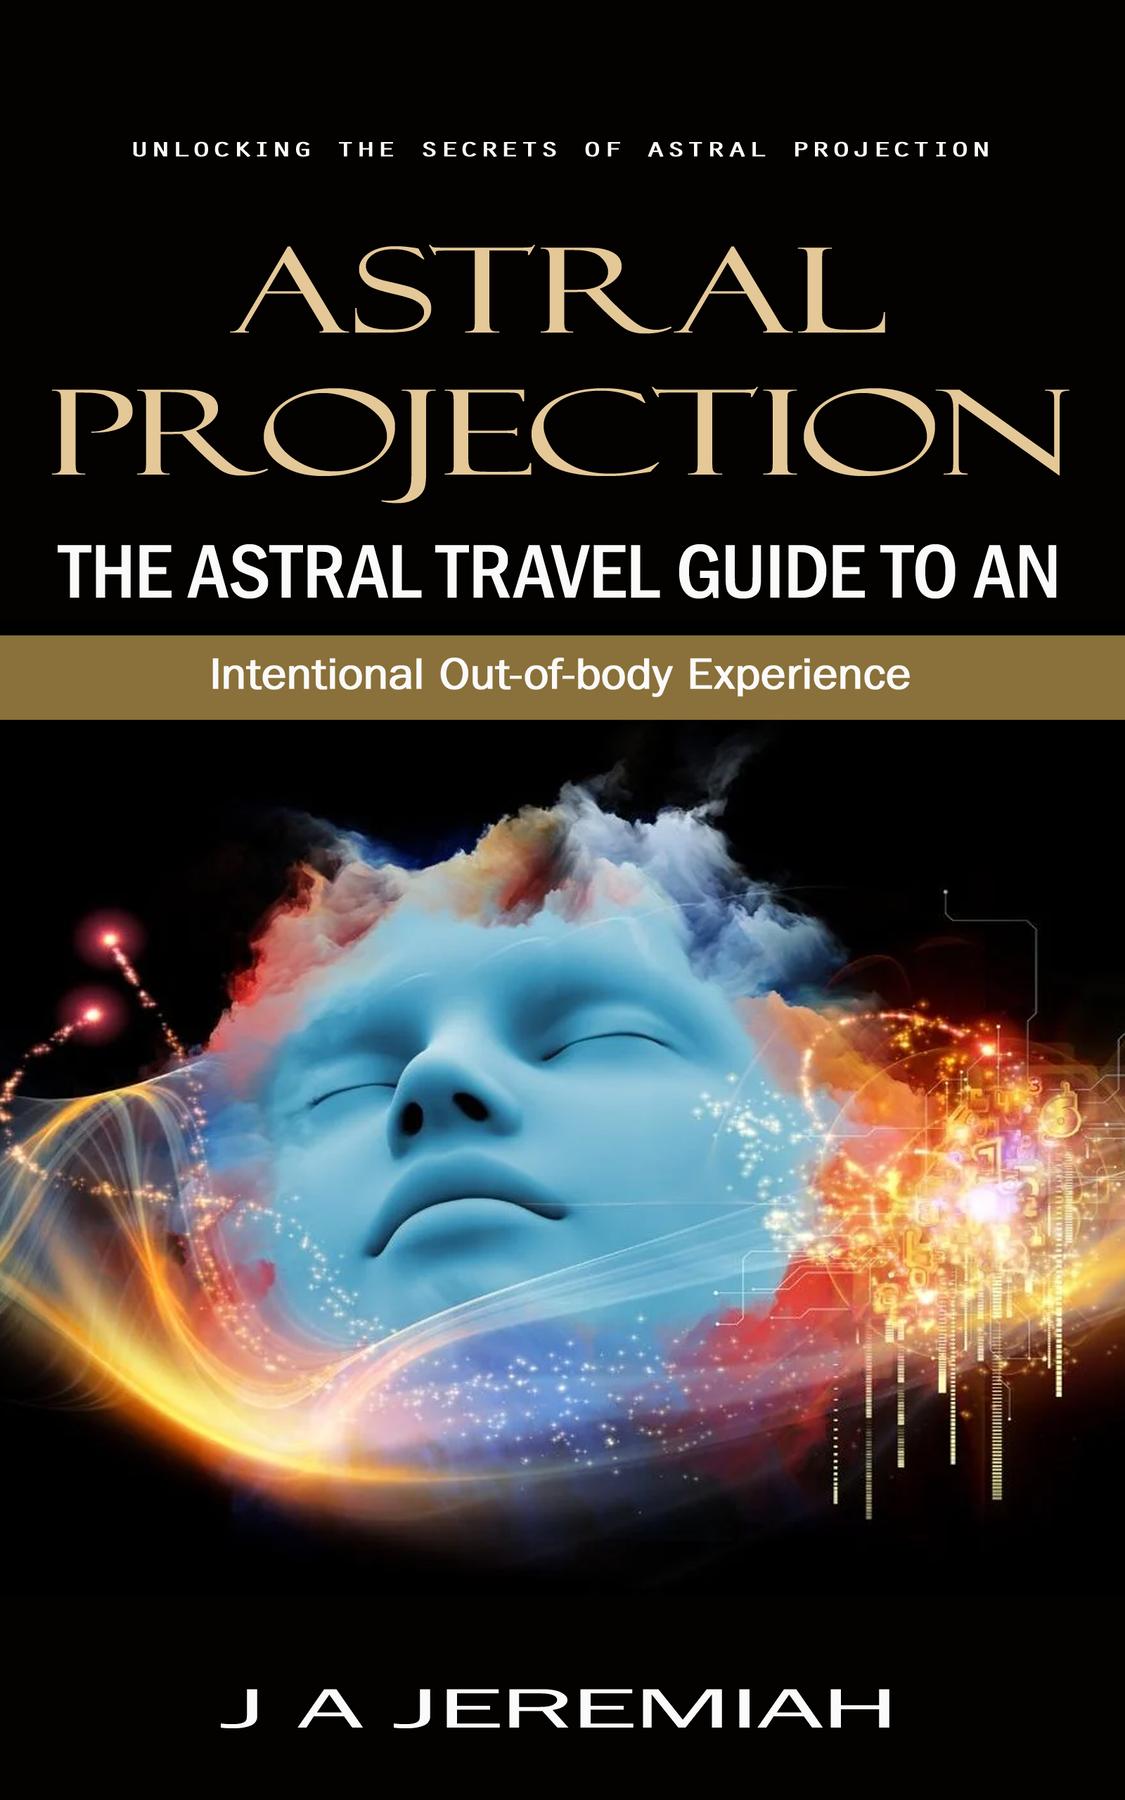 UNLOCKING THE SECRETS OF ASTRAL PROJECTION
ASTRAL
PROJECTION
THE ASTRAL TRAVEL GUIDE TO AN
Intentional Out-of-body Experience
J A JEREMIAH